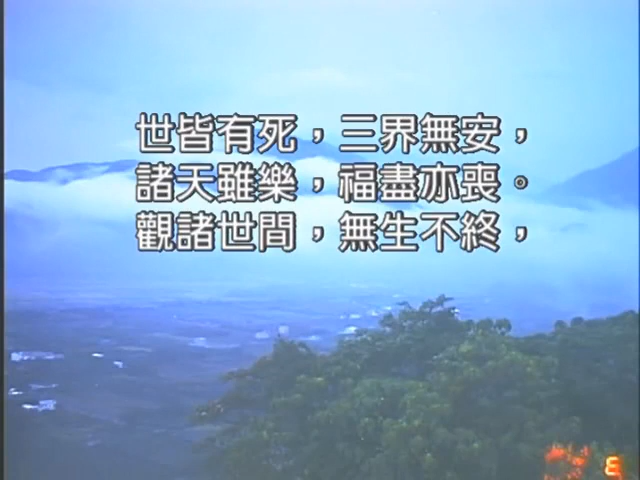 世皆有死，三界無安，
諸天雖樂，福盡亦喪。
觀諸世間，無生不終，